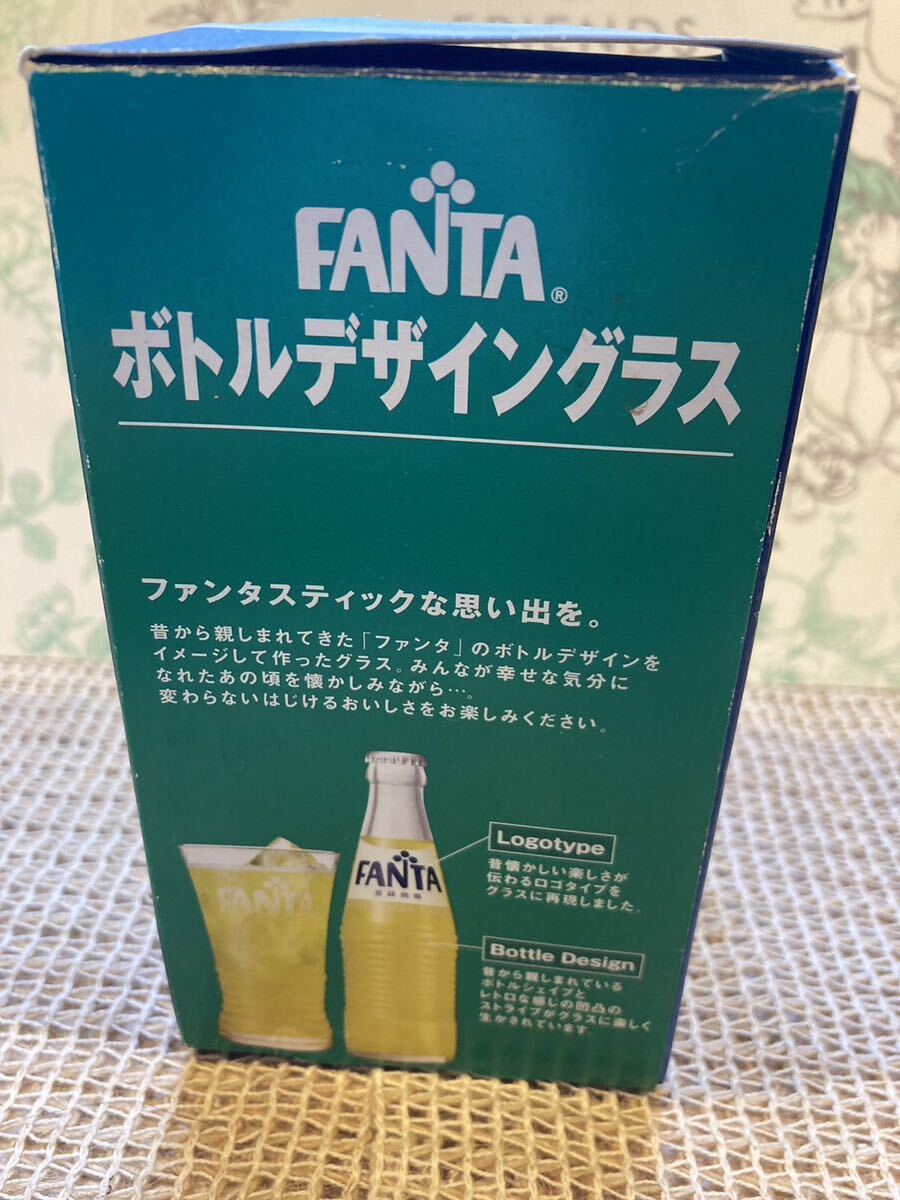 FRIENDS
FANTA®
ボトルデザイングラス
ファンタスティックな思い出を。
昔から親しまれてきた「ファンタ」のボトルデザインを
イメージして作ったグラス。みんなが幸せな気分に
なれたあの頃を懐かしみながら…。
変わらないはじけるおいしさをお楽しみください。
Logotype
昔懐かしい楽しさが
伝わるロゴタイプを
グラスに再現しました。
FANTA
FANTA
Bottle Design
昔から親しまれている
ボトルシェイプと
レトロな感じの凹凸の
ストライプがグラスに楽しく
生かされています。